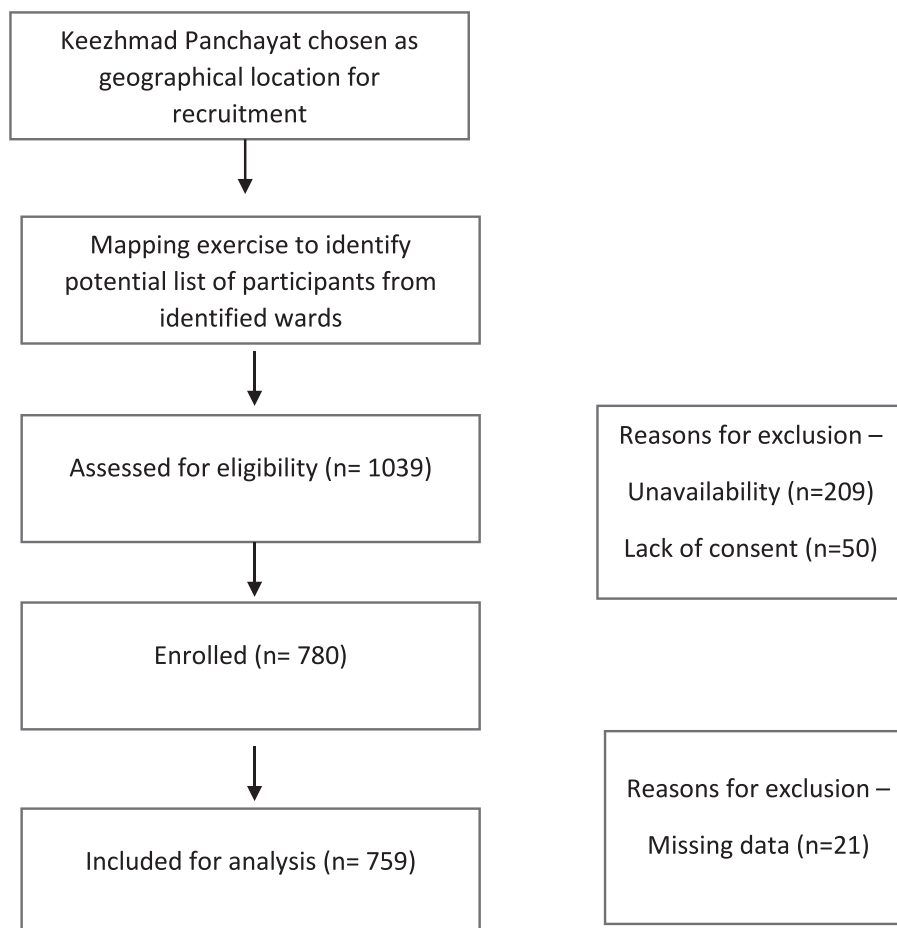 Keezhmad Panchayat chosen as
geographical location for
recruitment
Mapping exercise to identify
potential list of participants from
identified wards
Assessed for eligibility (n= 1039)
Reasons for exclusion –
Unavailability (n=209)
Lack of consent (n=50)
Enrolled (n= 780)
Reasons for exclusion –
Missing data (n=21)
Included for analysis (n= 759)